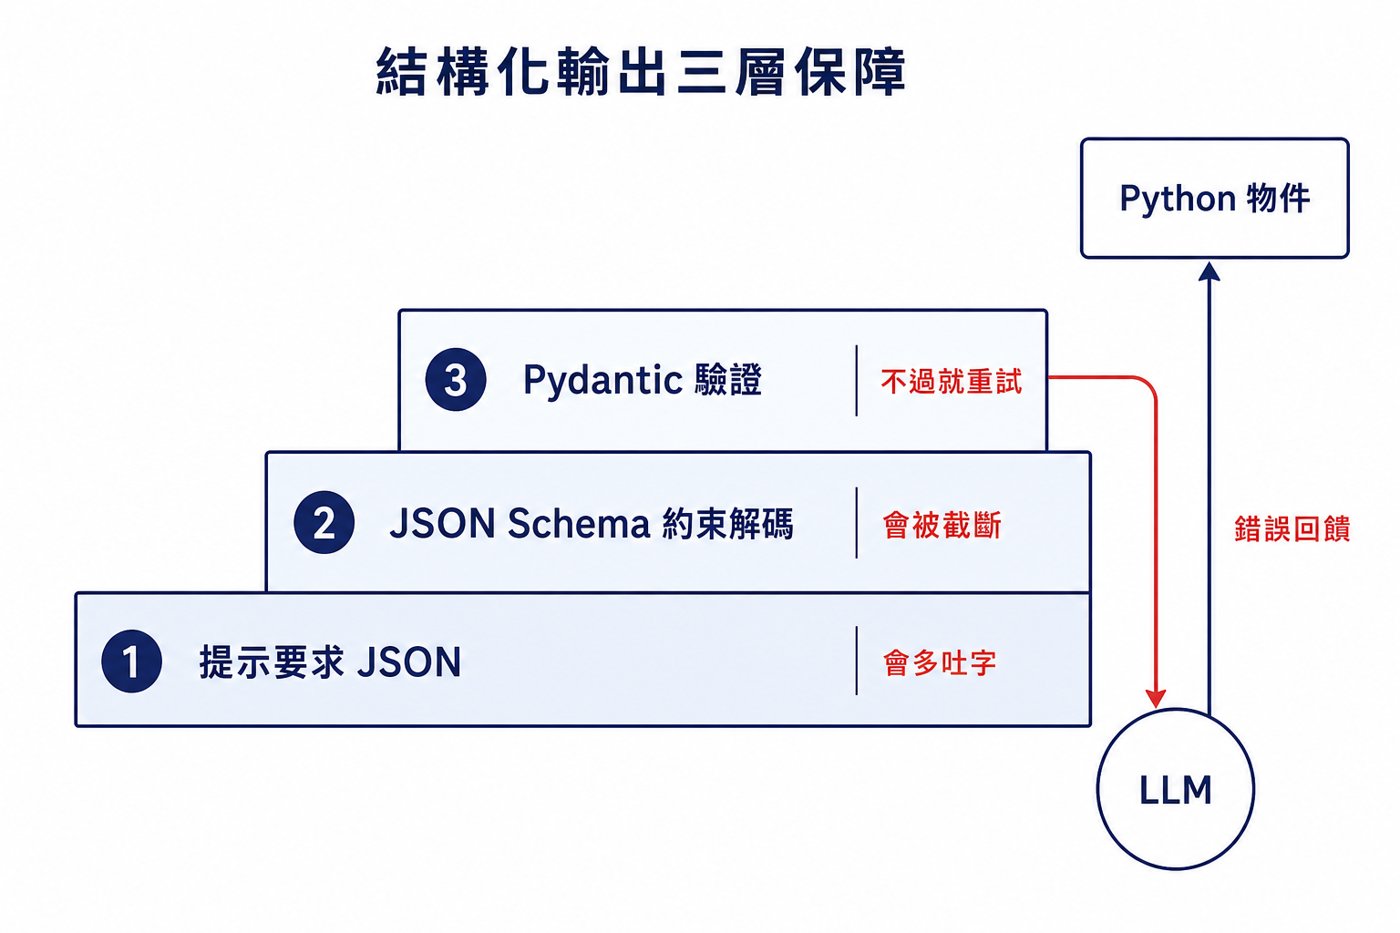 結構化輸出三層保障
Python 物件
3 Pydantic 驗證 不過就重試
2 JSON Schema 約束解碼 會被截斷
錯誤回饋
1 提示要求 JSON 會多吐字
LLM